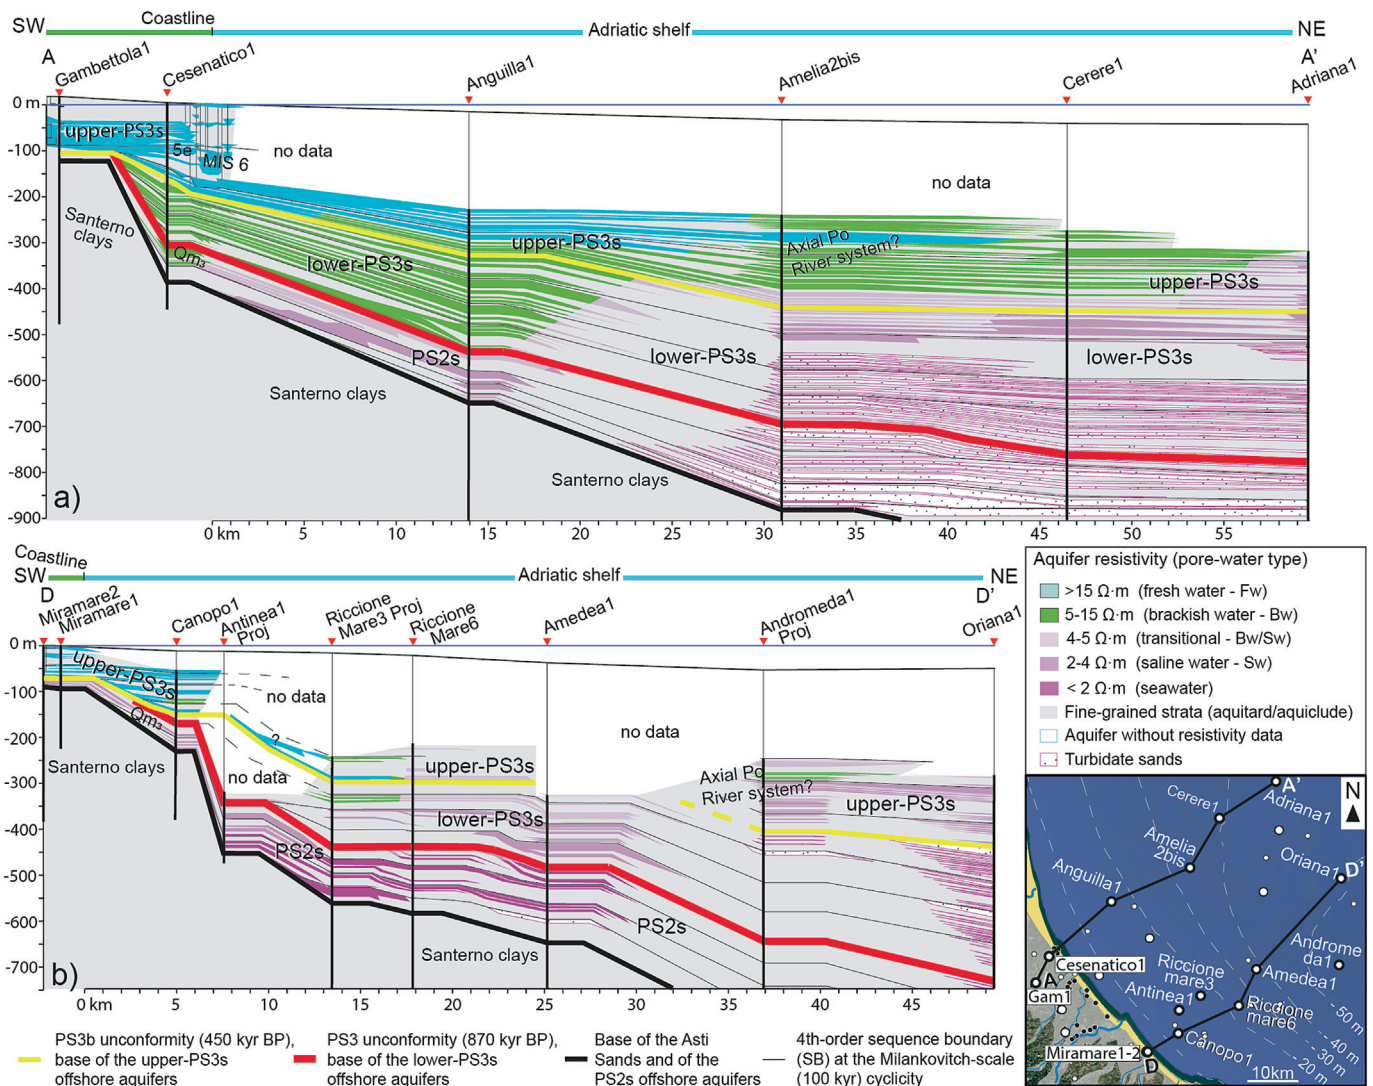 SW
Coastline
Adriatic shelf
NE
A
Gambettola1
Cesenatico1
Anguilla1
Amelia2bis
Cerere1
A'
Adriana1
0 m
-100
-200
-300
-400
-500
-600
-700
-800
-900
upper-PS3s
5e
MIS 6
no data
no data
Santerno
clays
Qm3
lower-PS3s
upper-PS3s
Axial Po
River system?
upper-PS3s
PS2s
lower-PS3s
lower-PS3s
Santerno clays
Santerno clays
a)
0 km
5
10
15
20
25
30
35
40
45
50
55
Coastline
SW
Adriatic shelf
NE
D
Miramare2
Miramare1
Canopo1
Antinea1
Proj
Riccione
Mare3 Proj
Riccione
Mare6
Amedea1
Andromeda1
Proj
D'
Oriana1
0 m
-100
-200
-300
-400
-500
-600
-700
upper-PS3s
Qm3
Santerno clays
no data
?
no data
no data
upper-PS3s
lower-PS3s
PS2s
Axial Po
River system?
upper-PS3s
PS2s
Santerno clays
b)
0 km
5
10
15
20
25
30
35
40
45
Aquifer resistivity (pore-water type)
>15 Ω·m (fresh water - Fw)
5-15 Ω·m (brackish water - Bw)
4-5 Ω·m (transitional - Bw/Sw)
2-4 Ω·m (saline water - Sw)
< 2 Ω·m (seawater)
Fine-grained strata (aquitard/aquiclude)
Aquifer without resistivity data
Turbidate sands
A'
N
Cerere1
Adriana1
Amelia
2bis
Oriana1
D'
Anguilla1
Androme
da1
Cesenatico1
Riccione
mare3
Amedea1
A
Gam1
Antinea1
Riccione
mare6
50 m
40 m
30 m
20 m
Canopo1
Miramare1-2
D
10km
PS3b unconformity (450 kyr BP),
base of the upper-PS3s
offshore aquifers
PS3 unconformity (870 kyr BP),
base of the lower-PS3s
offshore aquifers
Base of the Asti
Sands and of the
PS2s offshore aquifers
4th-order sequence boundary
(SB) at the Milankovitch-scale
(100 kyr) cyclicity